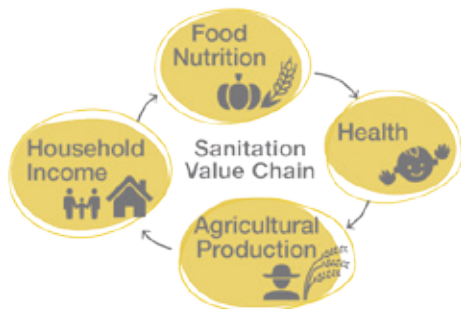 Food
Nutrition
Health
Sanitation
Value Chain
Household
Income
Agricultural
Production